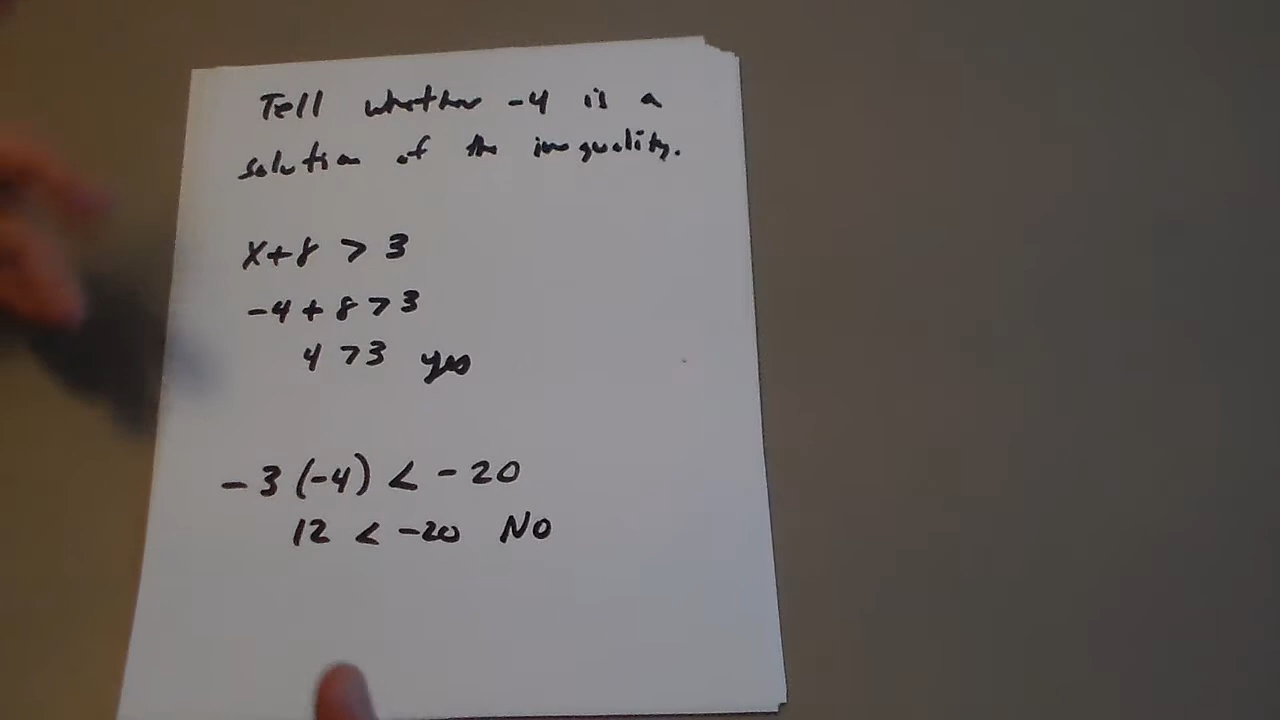 Tell whether -4 is a
solution of the inequality.
x+8 > 3
-4 + 8 > 3
4 > 3 yes
-3(-4) < -20
12 < -20 No